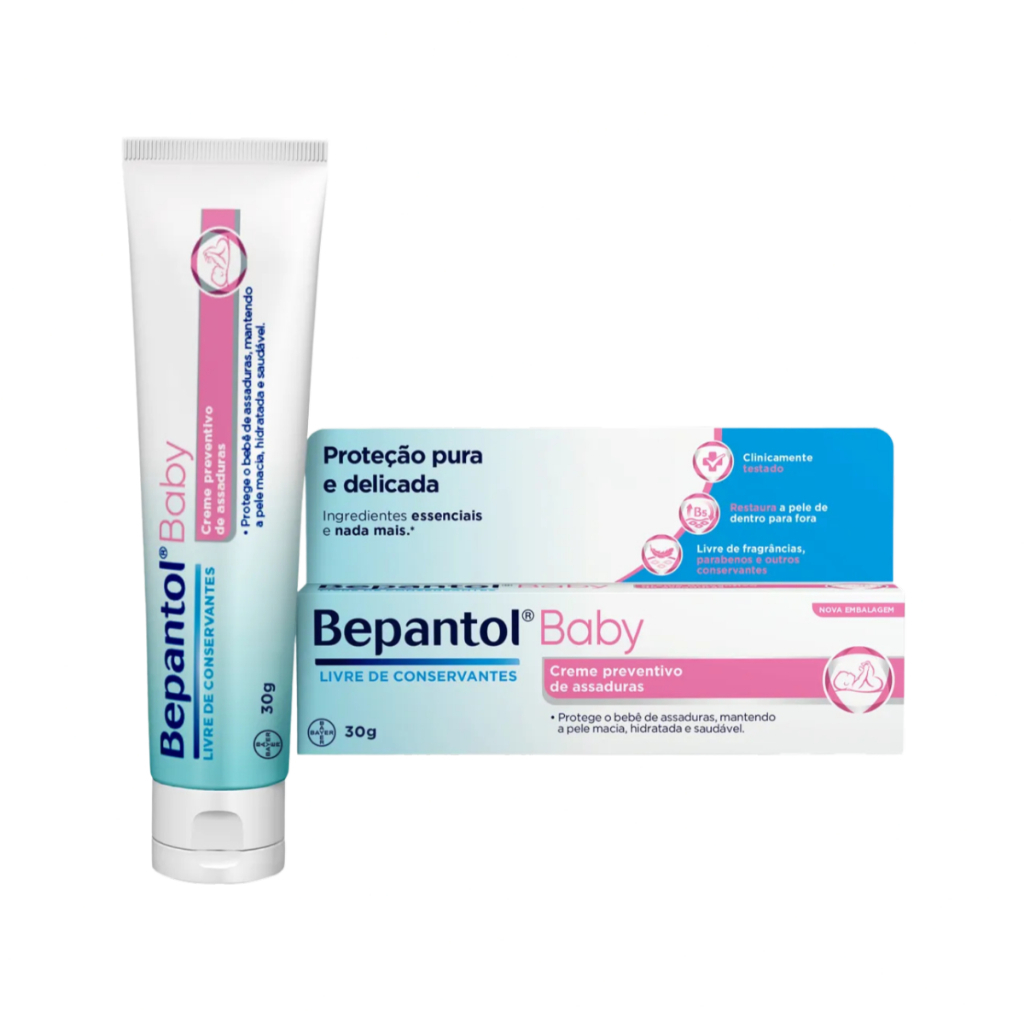 Bepantol® Baby
LIVRE DE CONSERVANTES
Creme preventivo
de assaduras
• Protege o bebê de assaduras, mantendo
a pele macia, hidratada e saudável.
30g
BAYER
Proteção pura
e delicada
Ingredientes essenciais
e nada mais.*
Clinicamente
testado
Bs
Restaura a pele de
dentro para fora
Livre de fragrâncias,
parabenos e outros
conservantes
Bepantol® Baby
NOVA EMBALAGEM
Bepantol® Baby
LIVRE DE CONSERVANTES
Creme preventivo
de assaduras
• Protege o bebê de assaduras, mantendo
a pele macia, hidratada e saudável.
BAYER
30g